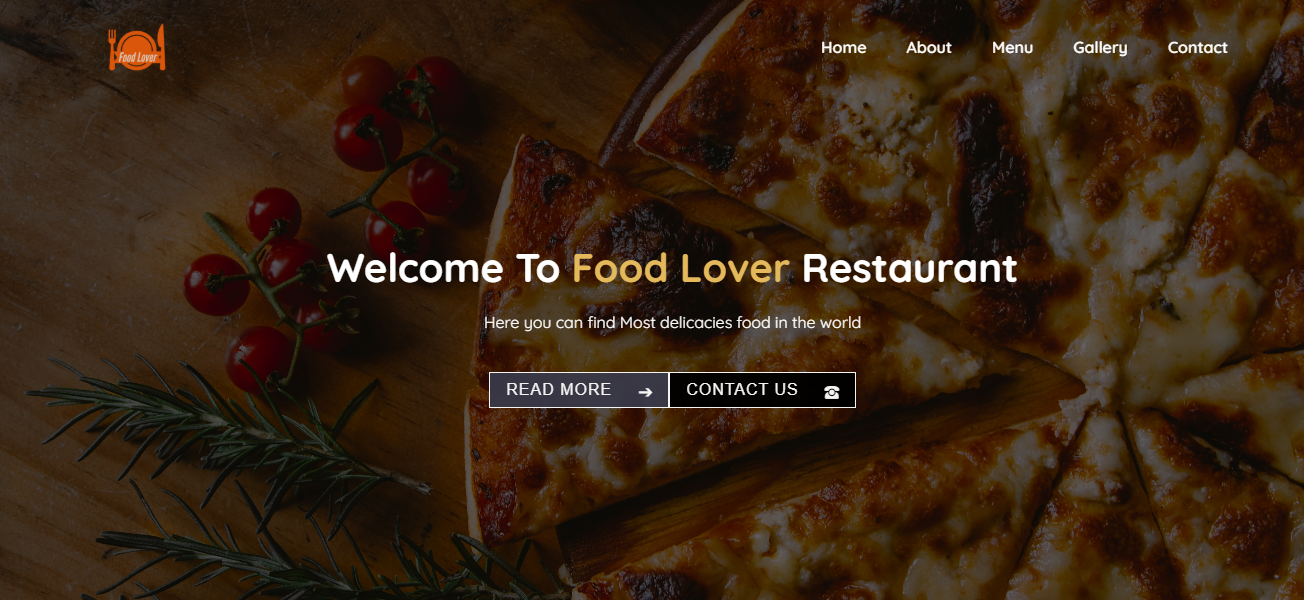 Food Lover
Home About Menu Gallery Contact
Welcome To Food Lover Restaurant
Here you can find Most delicacies food in the world
READ MORE ➔ CONTACT US ☎